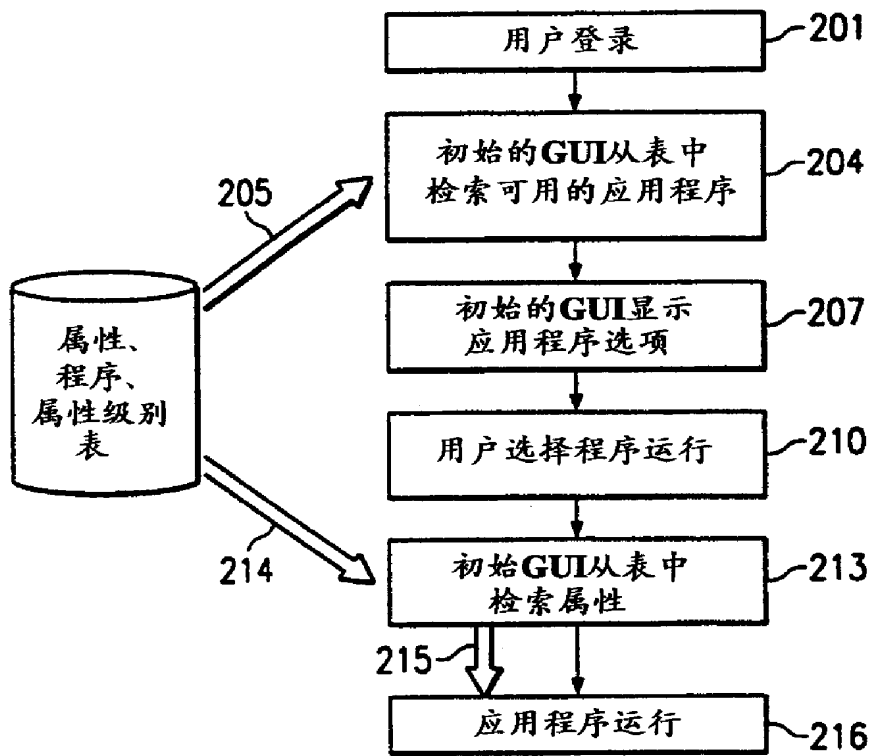 用户登录
201
初始的GUI从表中
检索可用的应用程序
204
205
初始的GUI显示
应用程序选项
207
属性、
程序、
属性级别
表
用户选择程序运行
210
214
初始GUI从表中
检索属性
213
215
应用程序运行
216